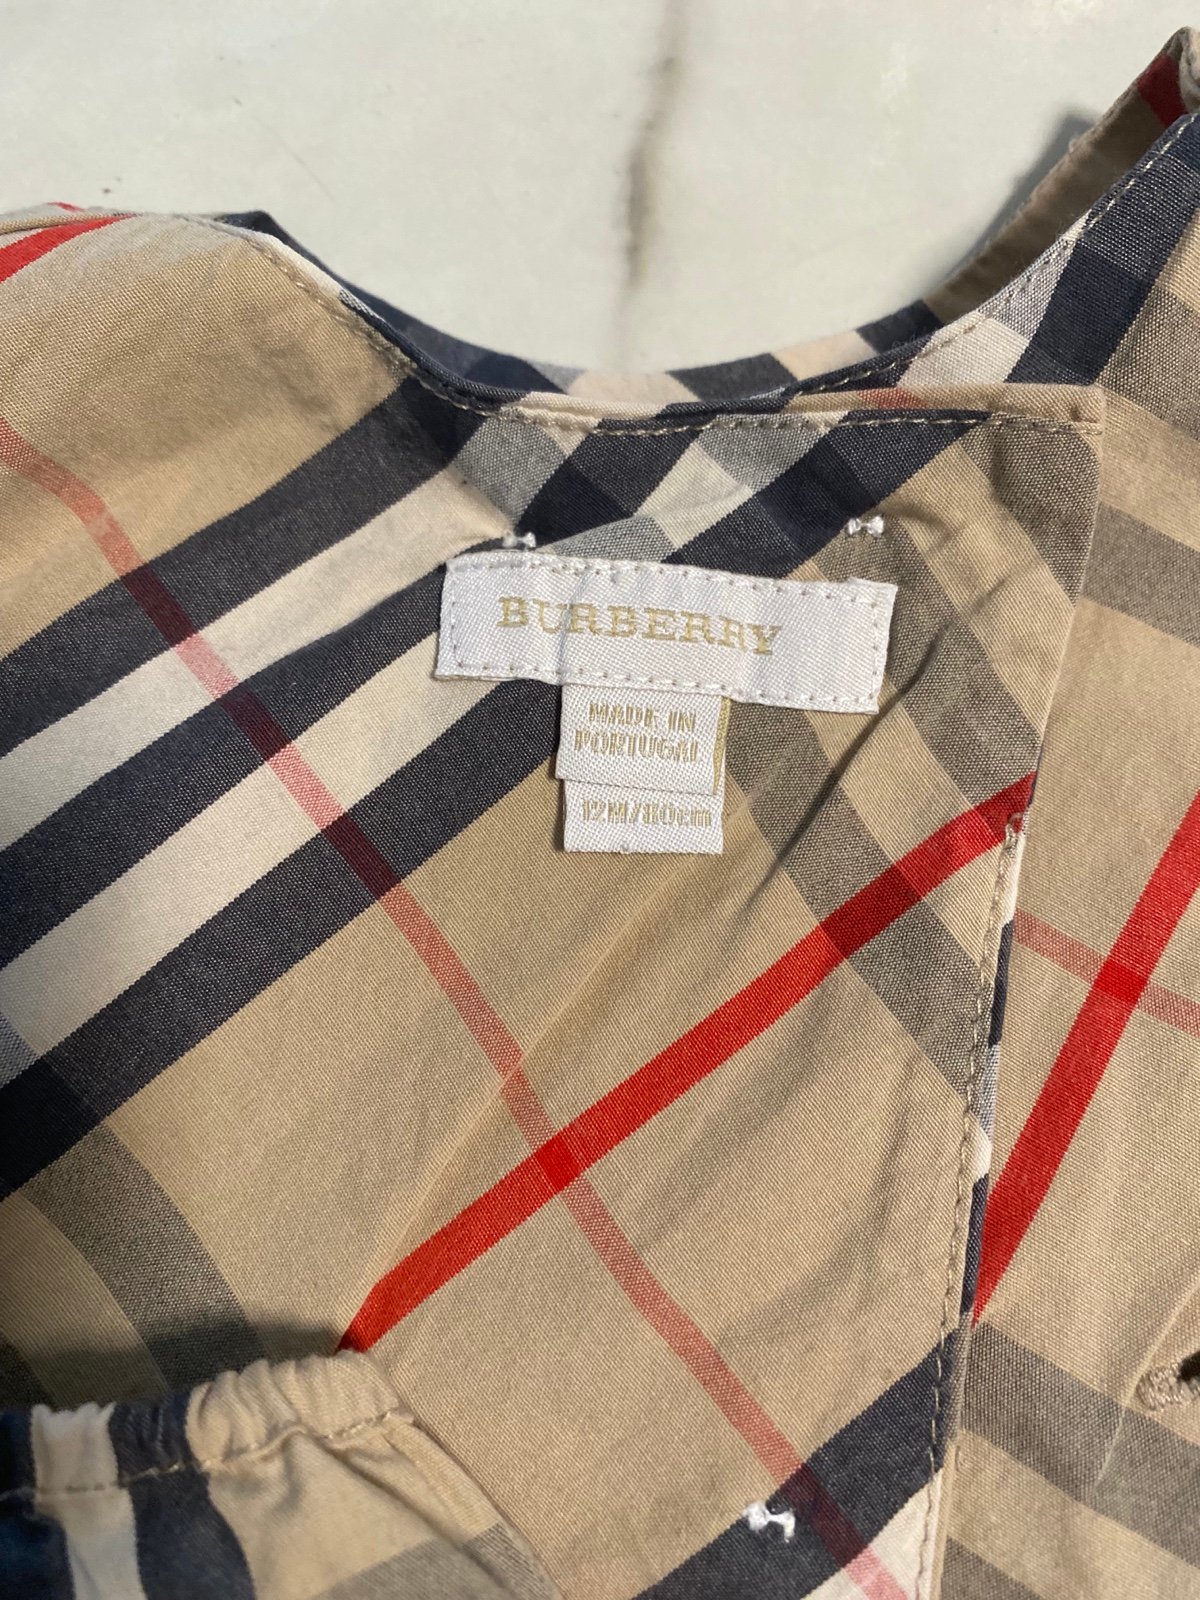 BURBERRY
MADE IN
PORTUGAL
12M/80cm